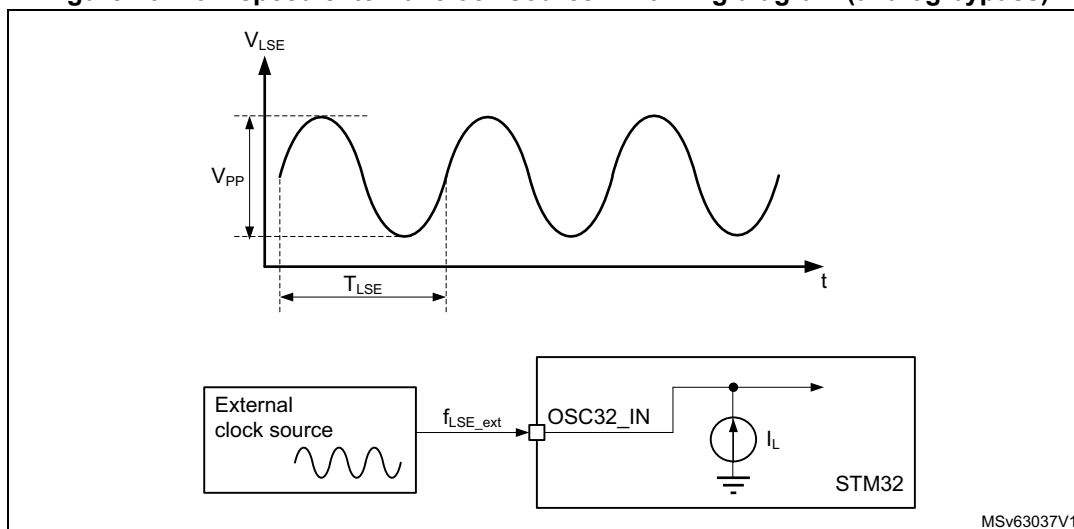 V_LSE
V_PP
T_LSE
t
External
clock source
f_LSE_ext
OSC32_IN
I_L
STM32
MSv63037V1